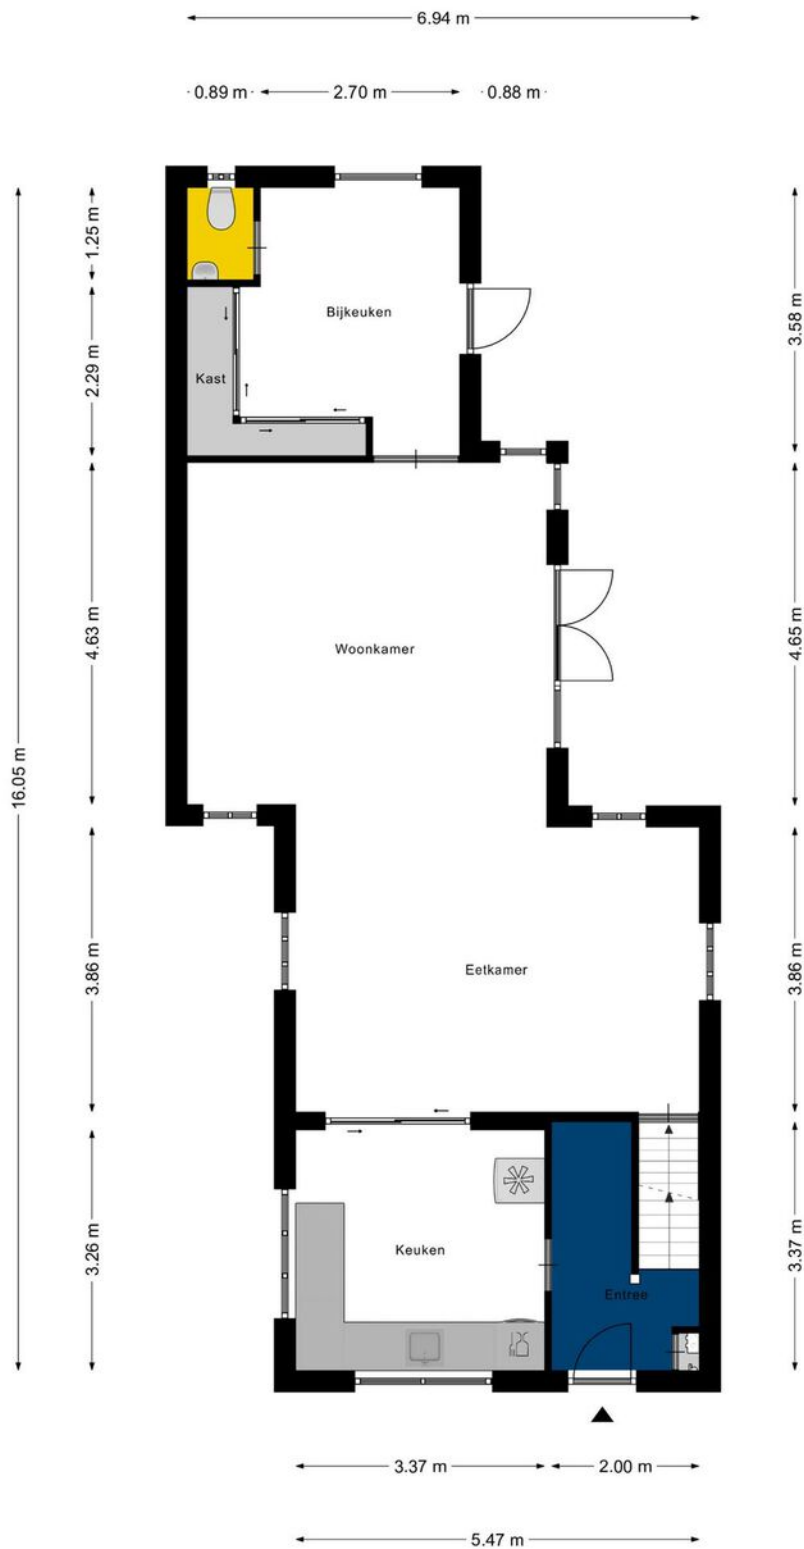 6.94 m
0.89 m
2.70 m
0.88 m
1.25 m
Bijkeuken
3.58 m
2.29 m
Kast
4.63 m
Woonkamer
4.65 m
16.05 m
3.86 m
Eetkamer
3.86 m
3.26 m
Keuken
Entree
3.37 m
3.37 m
2.00 m
5.47 m